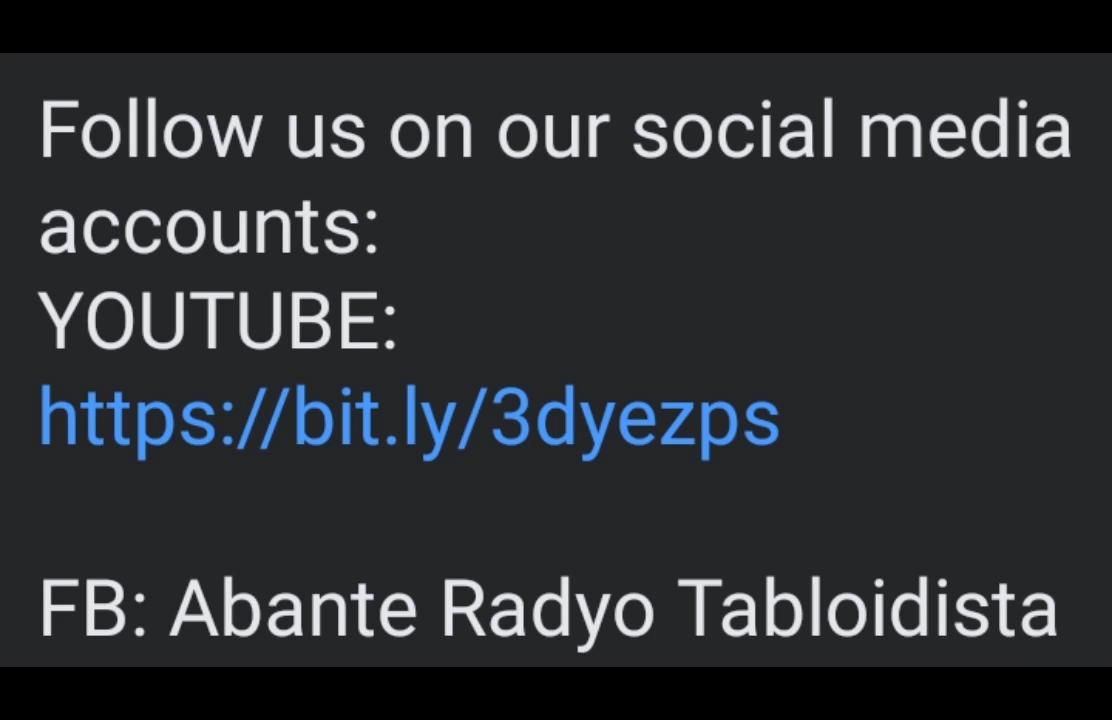 Follow us on our social media
accounts:
YOUTUBE:
https://bit.ly/3dyezps
FB: Abante Radyo Tabloidista